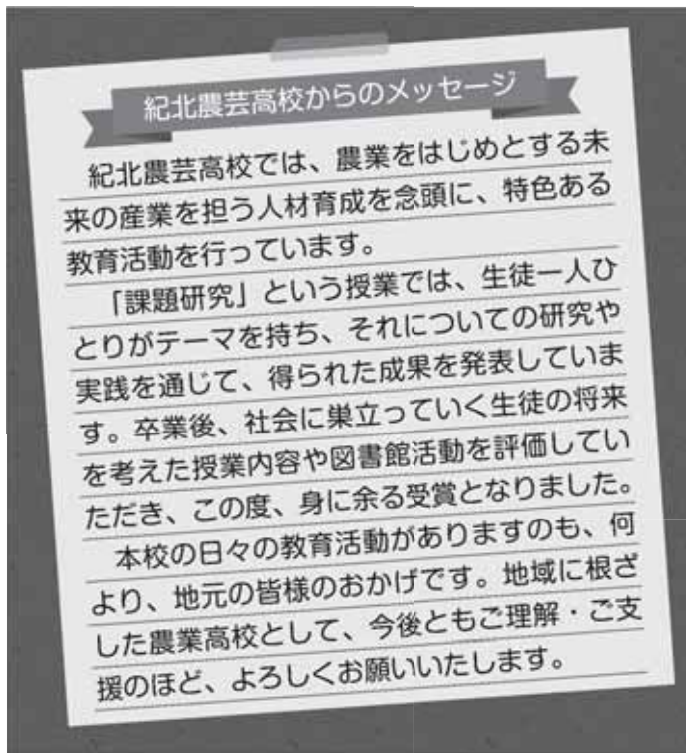 紀北農芸高校からのメッセージ
紀北農芸高校では、農業をはじめとする未
来の産業を担う人材育成を念頭に、特色ある
教育活動を行っています。
「課題研究」という授業では、生徒一人ひ
とりがテーマを持ち、それについての研究や
実践を通じて、得られた成果を発表していま
す。卒業後、社会に巣立っていく生徒の将来
を考えた授業内容や図書館活動を評価してい
ただき、この度、身に余る受賞となりました。
本校の日々の教育活動がありますのも、何
より、地元の皆様のおかげです。地域に根ざ
した農業高校として、今後ともご理解・ご支
援のほど、よろしくお願いいたします。